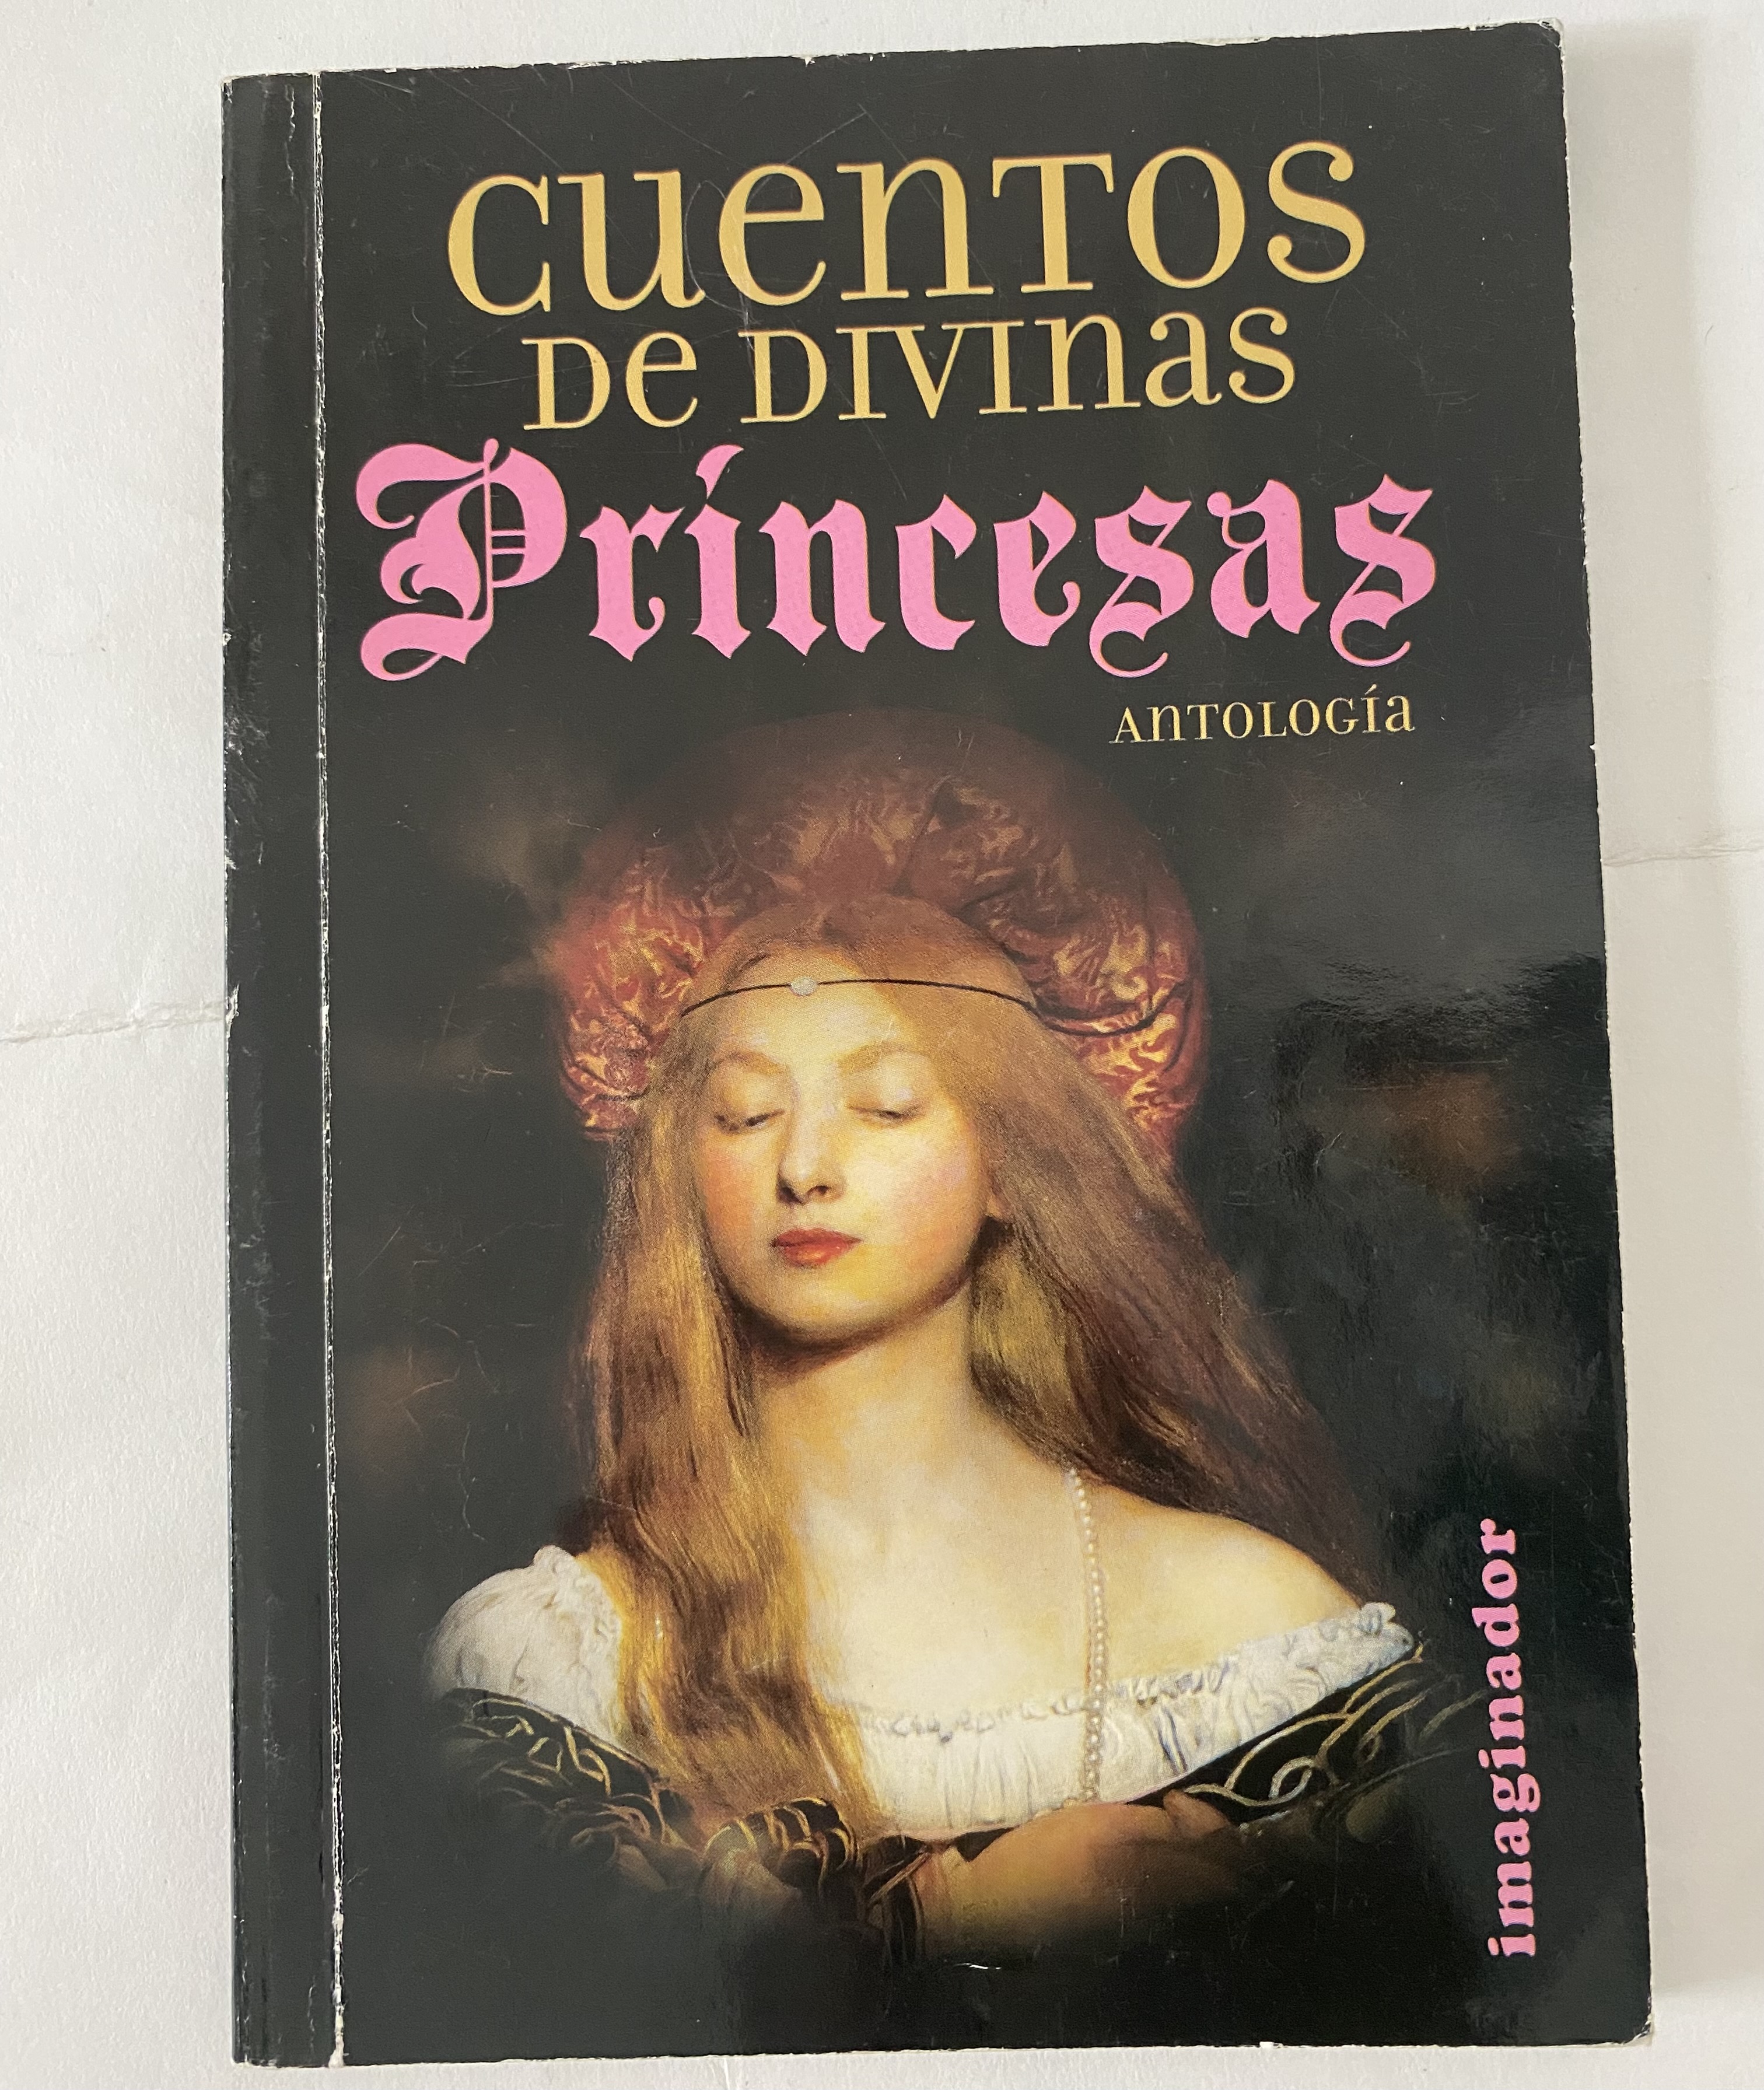 cuentos
de divinas
Princesas
Antología
imaginador